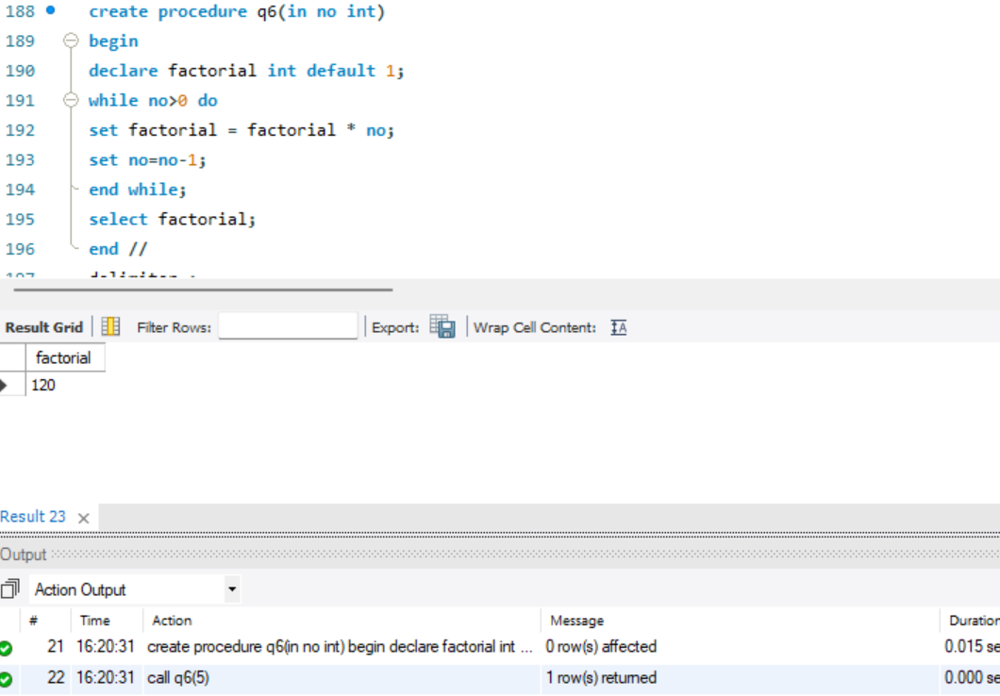 188 create procedure q6(in no int)
189 begin
190 declare factorial int default 1;
191 while no>0 do
192 set factorial = factorial * no;
193 set no=no-1;
194 end while;
195 select factorial;
196 end //
Result Grid Filter Rows: Export: Wrap Cell Content: IA
factorial
120
Result 23
Output
Action Output
# Time Action Message Duration
21 16:20:31 create procedure q6(in no int) begin declare factorial int ... 0 row(s) affected 0.015 se
22 16:20:31 call q6(5) 1 row(s) returned 0.000 se